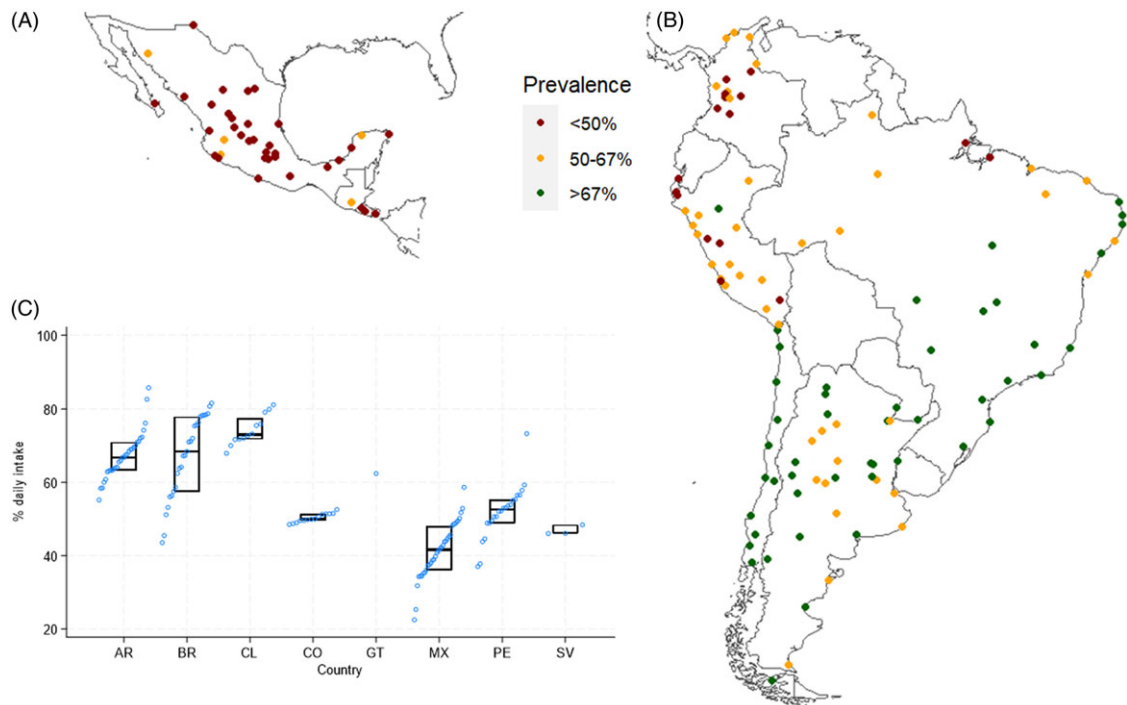 (A)
(B)
Prevalence
<50%
50-67%
>67%
(C)
100
80
60
40
20
% daily intake
AR BR CL CO GT MX PE SV
Country